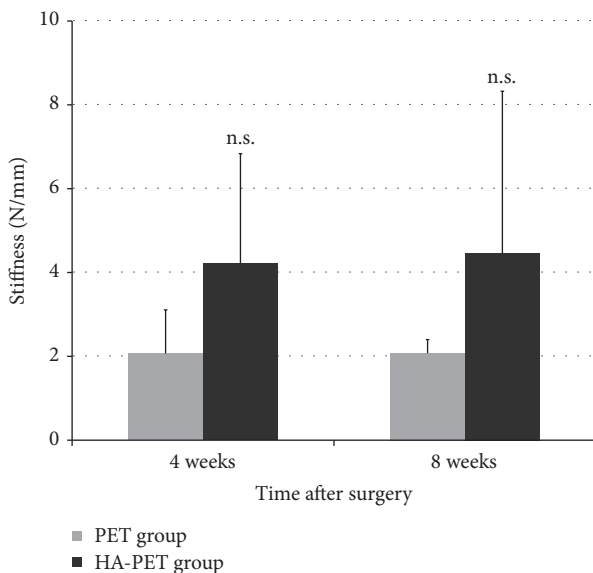 10
8
6
4
2
0
Stiffness (N/mm)
n.s.
n.s.
4 weeks
8 weeks
Time after surgery
PET group
HA-PET group